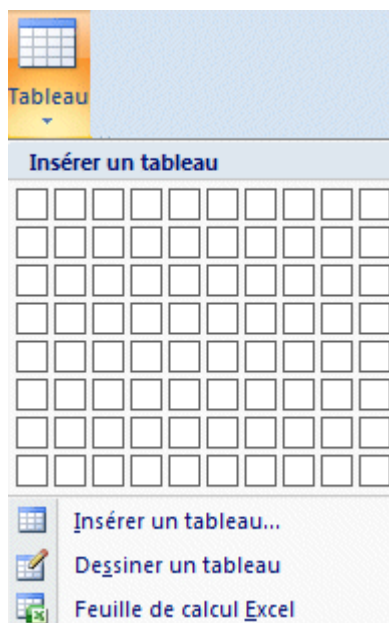 Tableau
Insérer un tableau
Insérer un tableau...
Dessiner un tableau
Feuille de calcul Excel